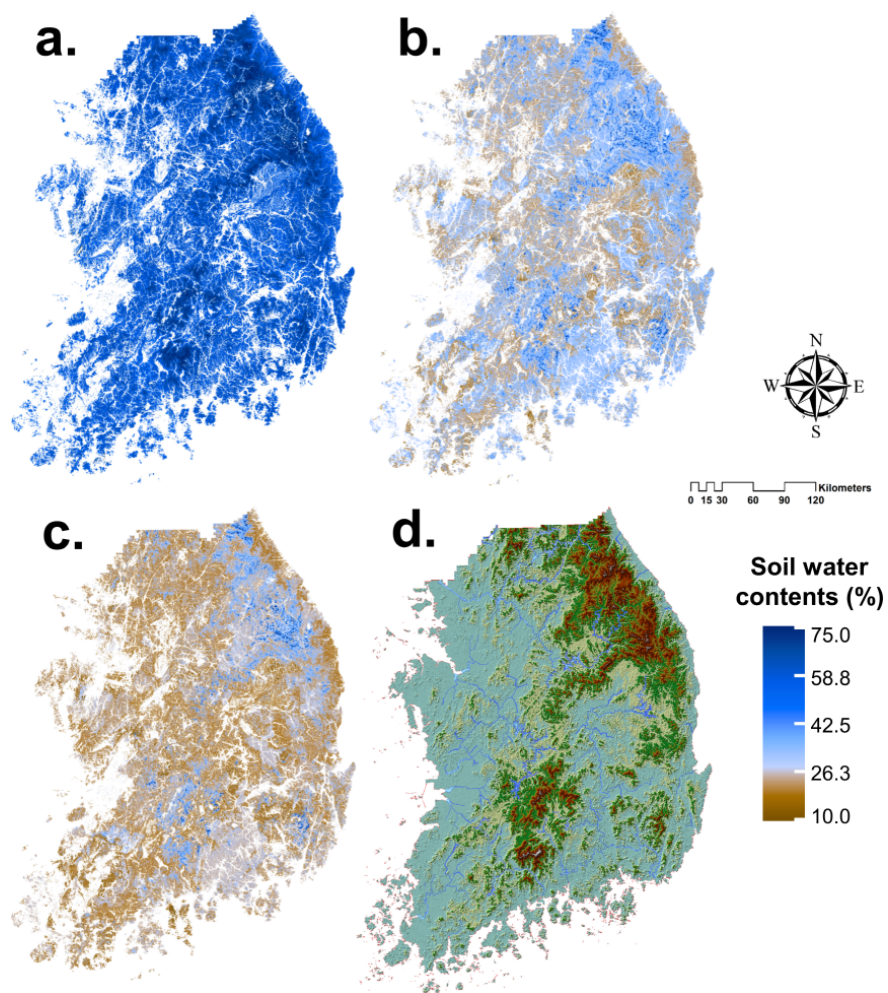 a.
b.
N
W
E
S
Kilometers
0 15 30 60 90 120
c.
d.
Soil water
contents (%)
75.0
58.8
42.5
26.3
10.0